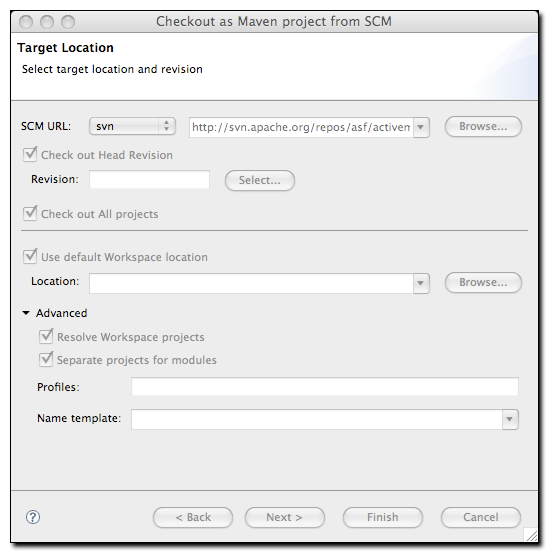 Checkout as Maven project from SCM
Target Location
Select target location and revision
SCM URL: svn http://svn.apache.org/repos/asf/activem Browse...
Check out Head Revision
Revision: Select...
Check out All projects
Use default Workspace location
Location: Browse...
Advanced
Resolve Workspace projects
Separate projects for modules
Profiles:
Name template:
? < Back Next > Finish Cancel